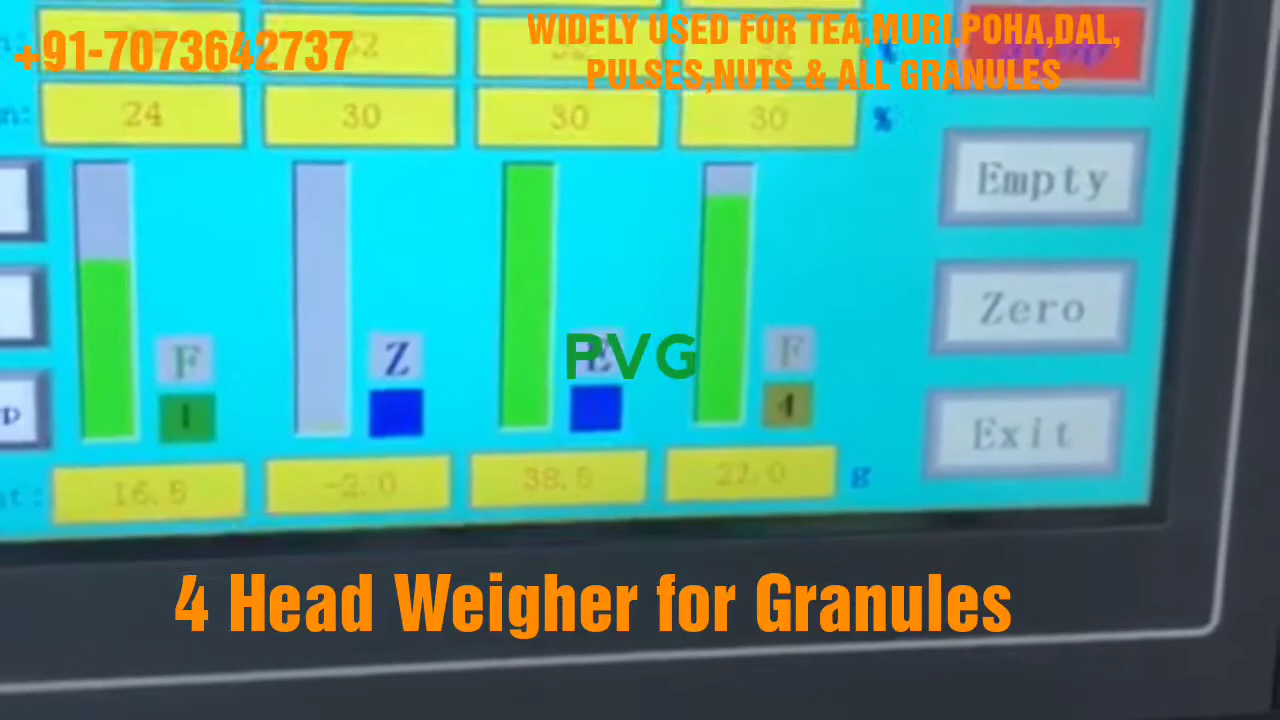 +91-7073642737
WIDELY USED FOR TEA,MURI,POHA,DAL,
PULSES,NUTS & ALL GRANULES
24 30 30 30 %
Empty
Zero
F Z PVG F
1 4
Exit
16.5 -2.0 38.5 22.0 g
4 Head Weigher for Granules